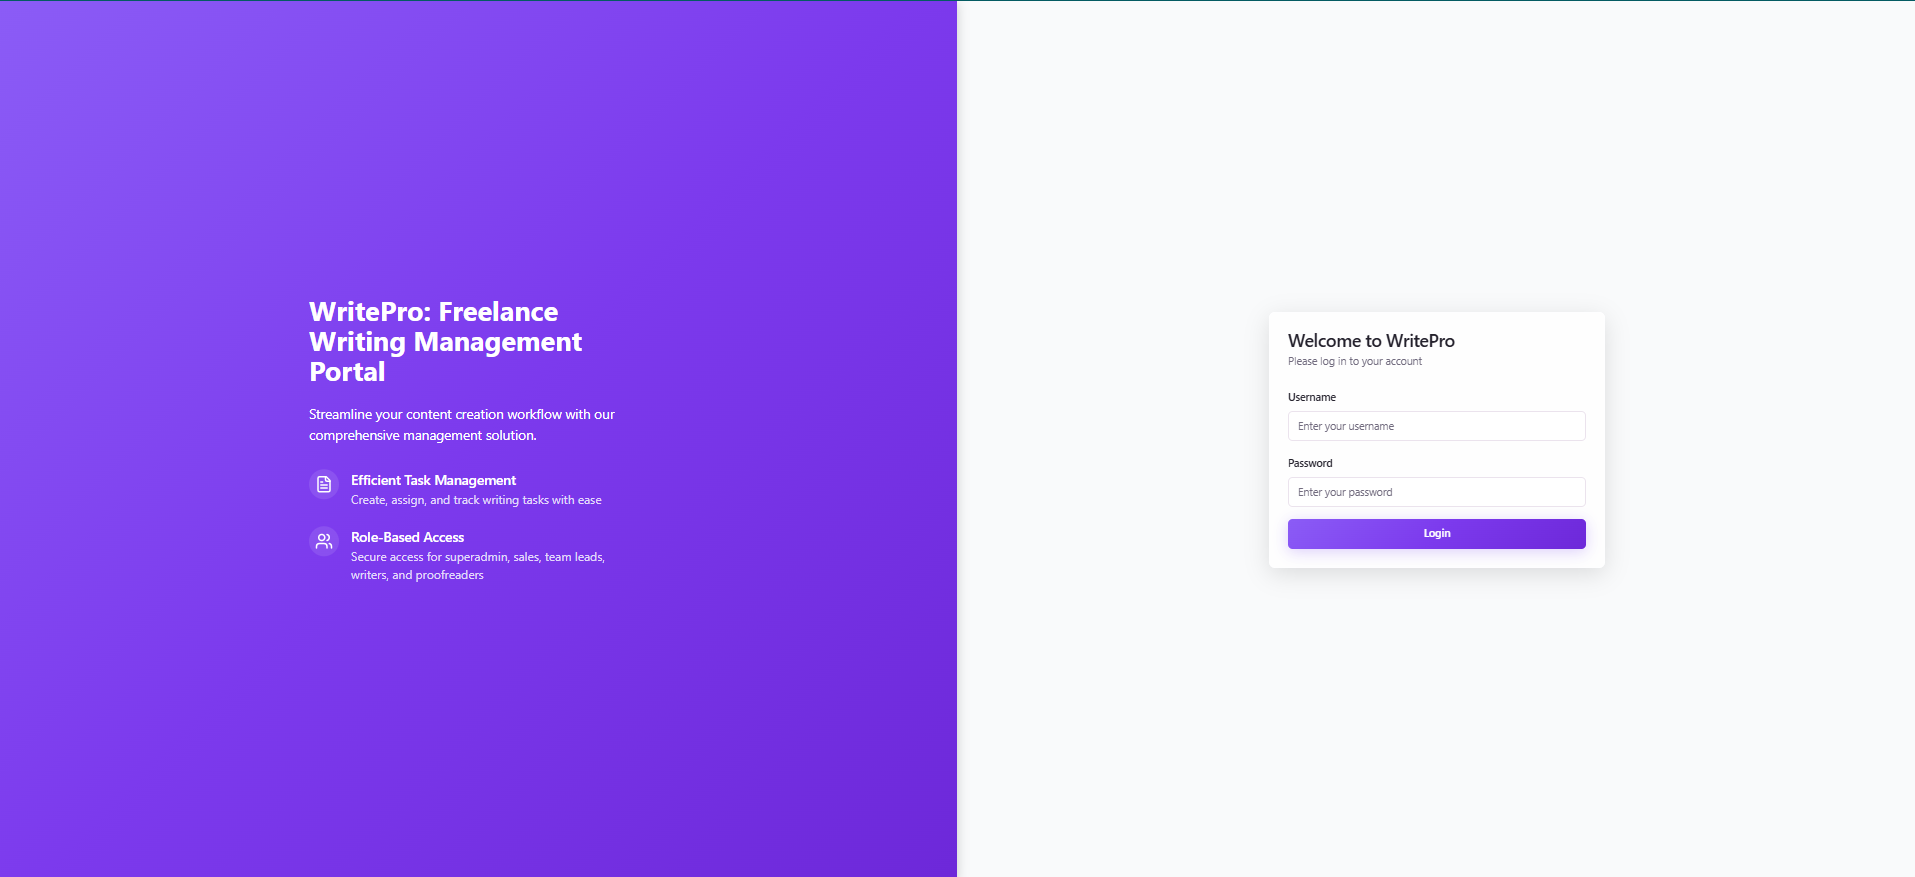 WritePro: Freelance
Writing Management
Portal
Streamline your content creation workflow with our
comprehensive management solution.
Efficient Task Management
Create, assign, and track writing tasks with ease
Role-Based Access
Secure access for superadmin, sales, team leads,
writers, and proofreaders
Welcome to WritePro
Please log in to your account
Username
Enter your username
Password
Enter your password
Login